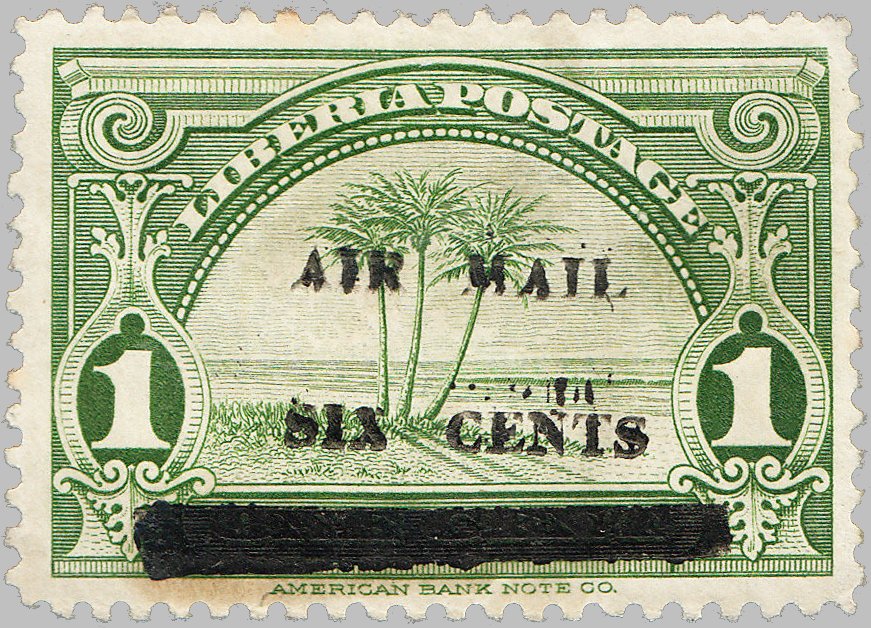 LIBERIA POSTAGE
AIR MAIL
1 1
SIX CENTS
AMERICAN BANK NOTE CO.